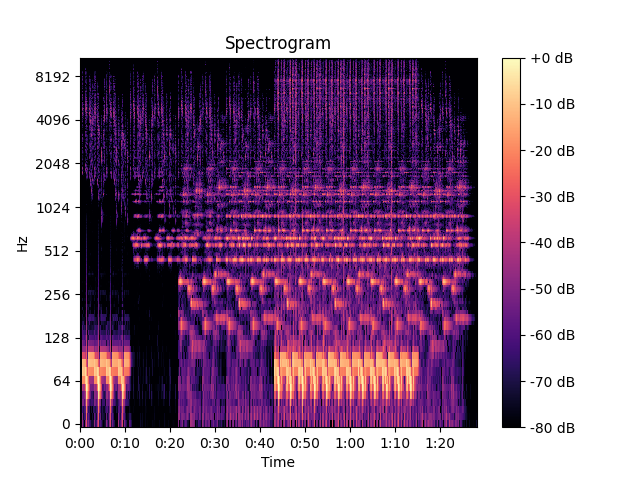 Spectrogram
Hz
8192
4096
2048
1024
512
256
128
64
0
0:00 0:10 0:20 0:30 0:40 0:50 1:00 1:10 1:20
Time
+0 dB
-10 dB
-20 dB
-30 dB
-40 dB
-50 dB
-60 dB
-70 dB
-80 dB